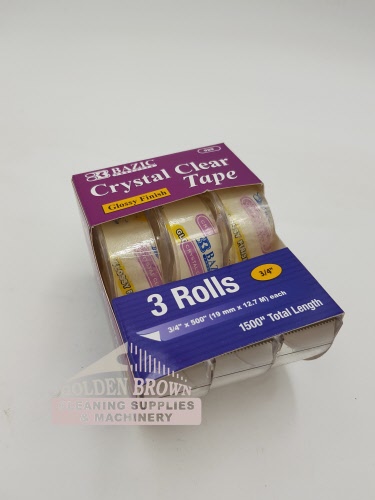 BAZIC
Crystal Clear
Tape
Glossy Finish
BAZIC
3 Rolls
3/4"
3/4" x 500" (19 mm x 12.7 M) each
1500" Total Length
GOLDEN BROWN
CLEANING SUPPLIES
& MACHINERY